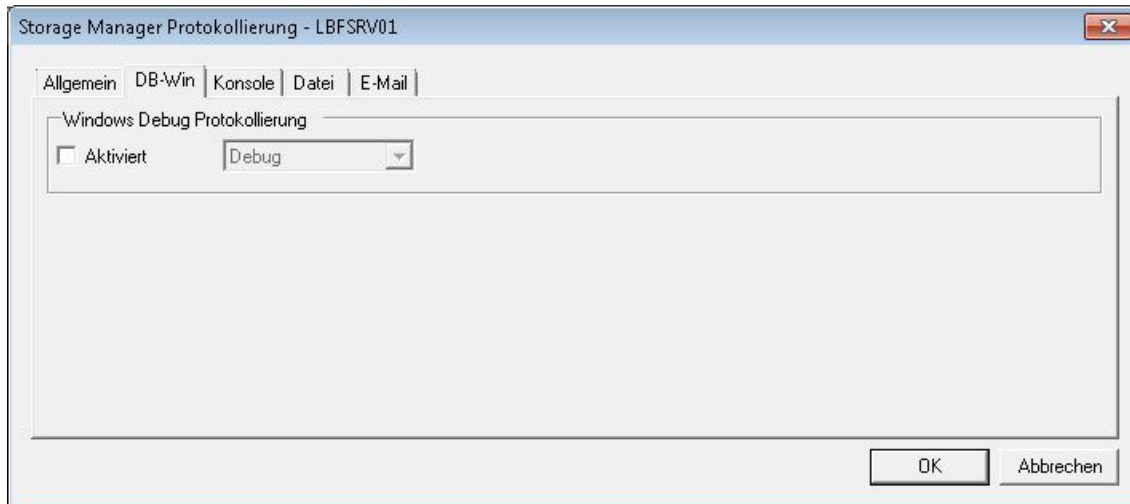 Storage Manager Protokollierung - LBFSRV01
Allgemein DB-Win Konsole Datei E-Mail
Windows Debug Protokollierung
Aktiviert Debug
OK Abbrechen